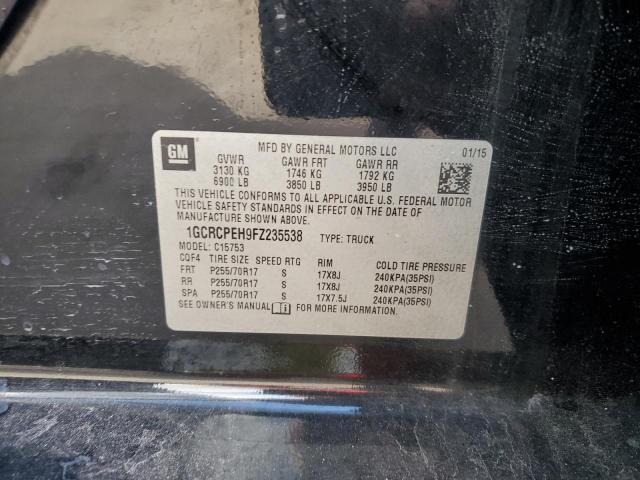 GM
MFD BY GENERAL MOTORS LLC 01/15
GVWR GAWR FRT GAWR RR
3130 KG 1746 KG 1792 KG
6900 LB 3850 LB 3950 LB
THIS VEHICLE CONFORMS TO ALL APPLICABLE U.S. FEDERAL MOTOR
VEHICLE SAFETY STANDARDS IN EFFECT ON THE DATE OF
MANUFACTURE SHOWN ABOVE.
1GCRCPEH9FZ235538 TYPE: TRUCK
MODEL: C15753
CQF4 TIRE SIZE SPEED RTG RIM COLD TIRE PRESSURE
FRT P255/70R17 S 17X8J 240KPA(35PSI)
RR P255/70R17 S 17X8J 240KPA(35PSI)
SPA P255/70R17 S 17X7.5J 240KPA(35PSI)
SEE OWNER'S MANUAL FOR MORE INFORMATION.